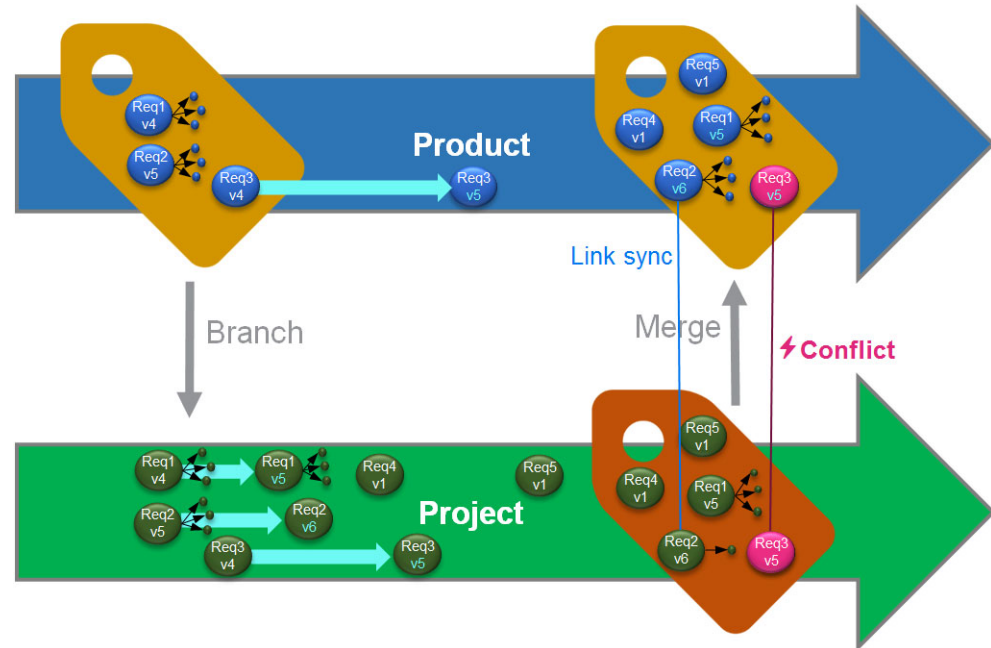 Req5
v1
Req1
v4
Req4
v1
Req1
v5
Product
Req2
v5
Req3
v4
Req3
v5
Req2
v6
Req3
v5
Link sync
Branch
Merge
Conflict
Req5
v1
Req1
v4
Req1
v5
Req4
v1
Req5
v1
Req4
v1
Req1
v5
Project
Req2
v5
Req2
v6
Req3
v4
Req3
v5
Req2
v6
Req3
v5